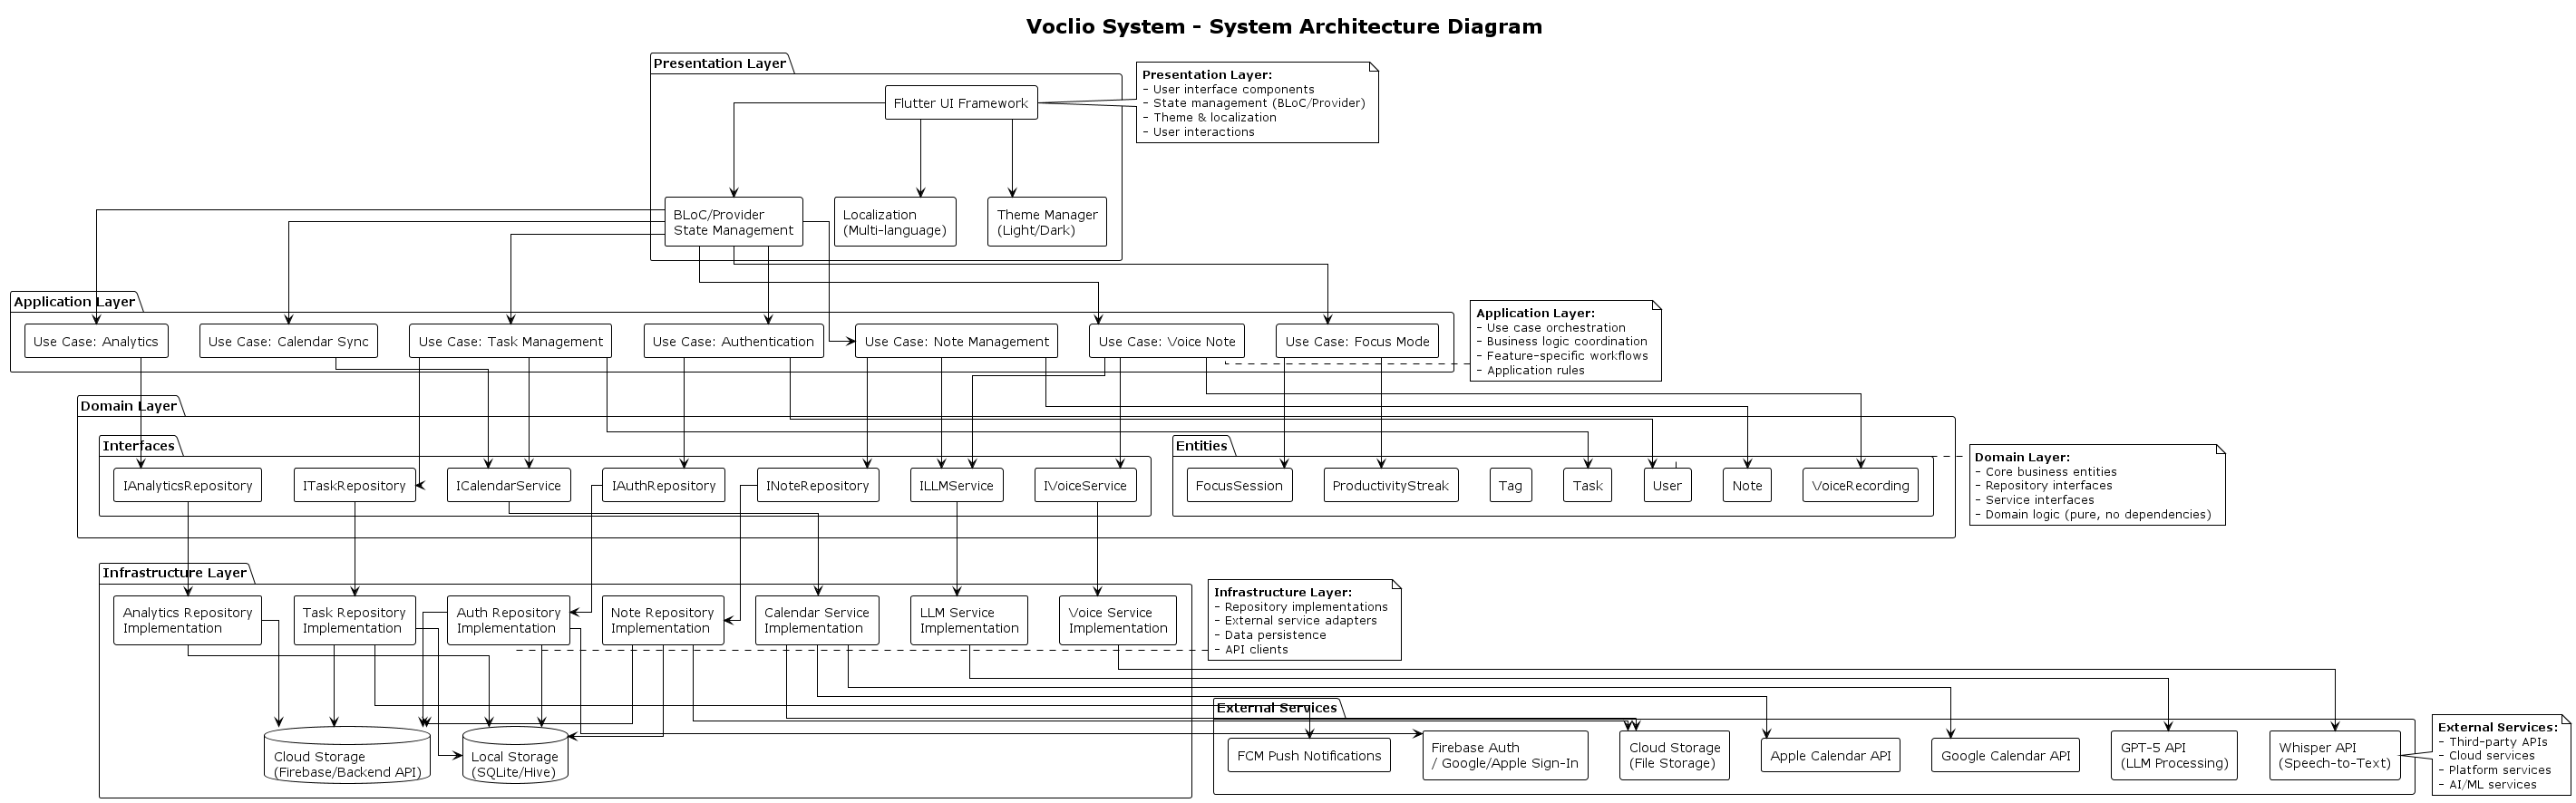 Voclio System - System Architecture Diagram
Presentation Layer
Flutter UI Framework
Presentation Layer:
- User interface components
- State management (BLoC/Provider)
- Theme & localization
- User interactions
BLoC/Provider
State Management
Localization
(Multi-language)
Theme Manager
(Light/Dark)
Application Layer
Use Case: Analytics
Use Case: Calendar Sync
Use Case: Task Management
Use Case: Authentication
Use Case: Note Management
Use Case: Voice Note
Use Case: Focus Mode
Application Layer:
- Use case orchestration
- Business logic coordination
- Feature-specific workflows
- Application rules
Domain Layer
Interfaces
IAnalyticsRepository
ITaskRepository
ICalendarService
IAuthRepository
INoteRepository
ILLMService
IVoiceService
Entities
FocusSession
ProductivityStreak
Tag
Task
User
Note
VoiceRecording
Domain Layer:
- Core business entities
- Repository interfaces
- Service interfaces
- Domain logic (pure, no dependencies)
Infrastructure Layer
Analytics Repository
Implementation
Task Repository
Implementation
Auth Repository
Implementation
Note Repository
Implementation
Calendar Service
Implementation
LLM Service
Implementation
Voice Service
Implementation
Infrastructure Layer:
- Repository implementations
- External service adapters
- Data persistence
- API clients
Cloud Storage
(Firebase/Backend API)
Local Storage
(SQLite/Hive)
External Services
FCM Push Notifications
Firebase Auth
/ Google/Apple Sign-In
Cloud Storage
(File Storage)
Apple Calendar API
Google Calendar API
GPT-5 API
(LLM Processing)
Whisper API
(Speech-to-Text)
External Services:
- Third-party APIs
- Cloud services
- Platform services
- AI/ML services